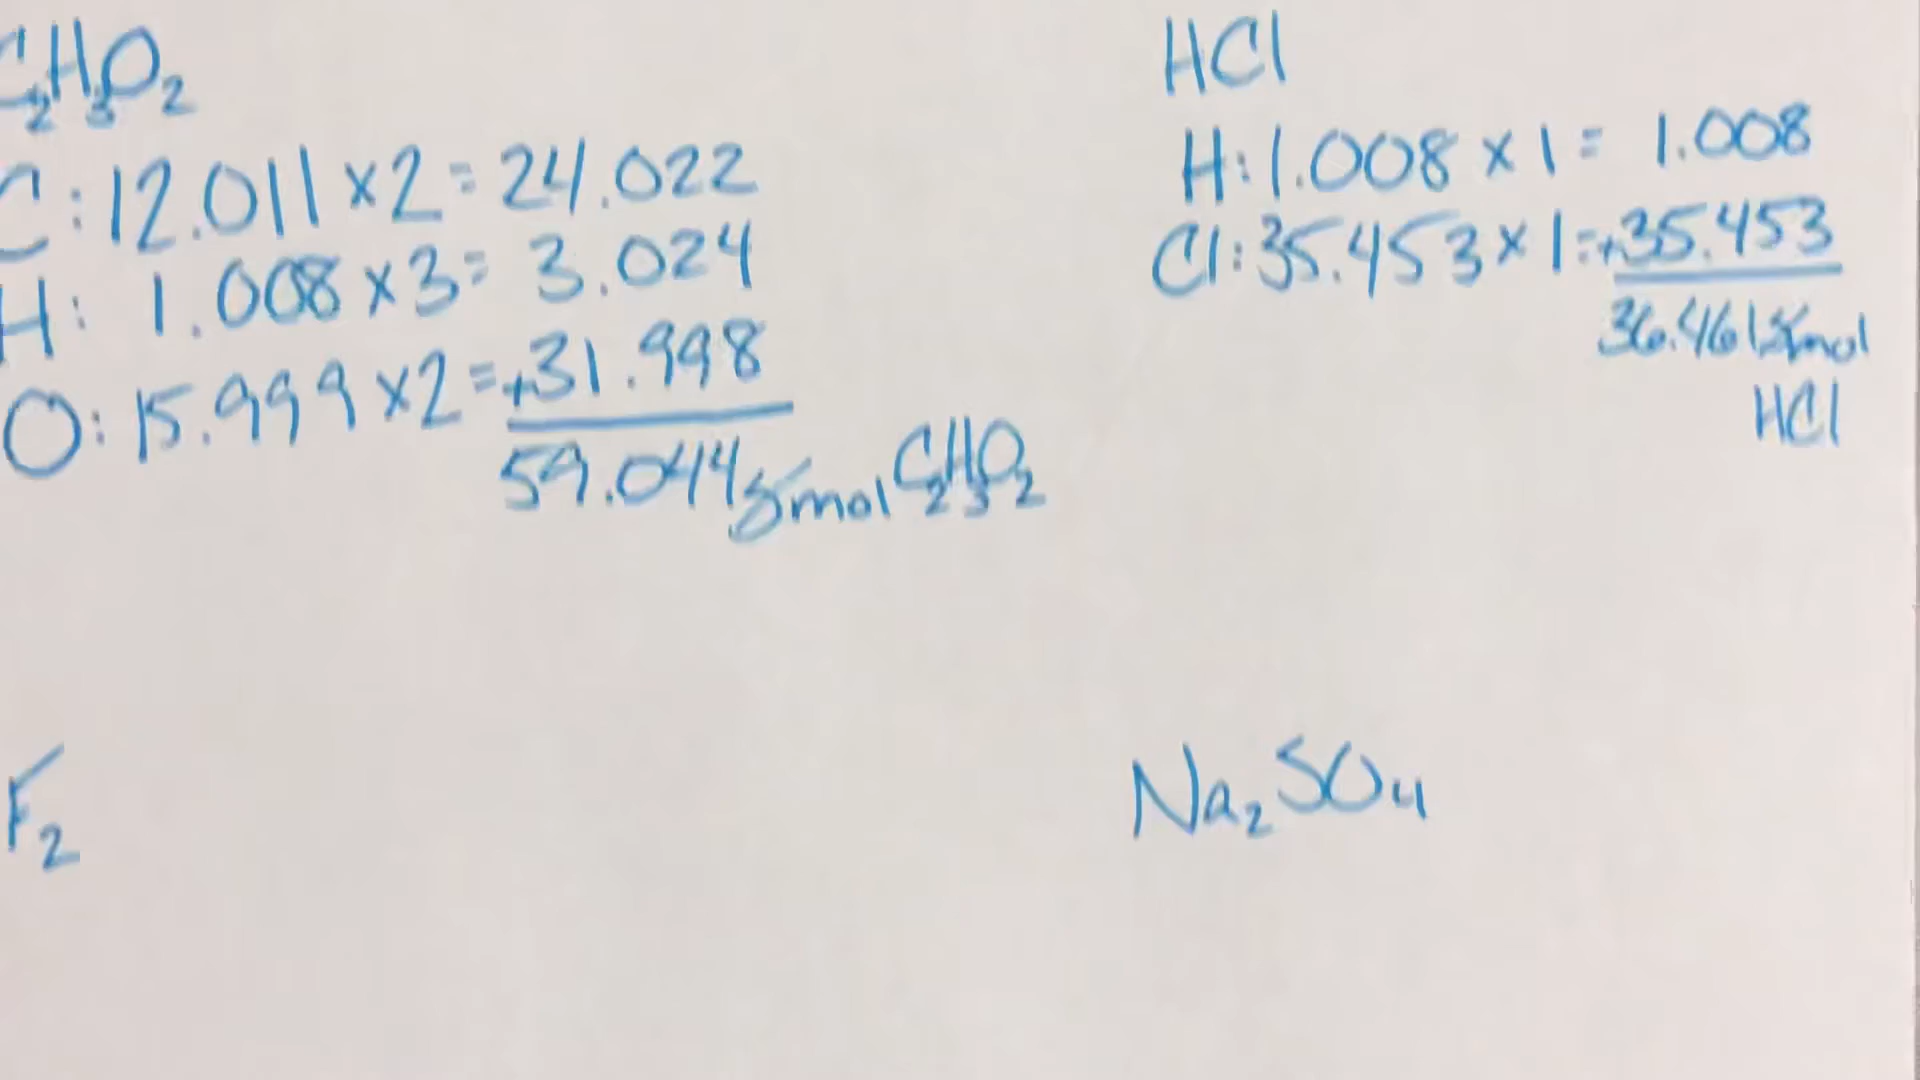 C₂H₃O₂
C: 12.011 x 2 = 24.022
H: 1.008 x 3 = 3.024
O: 15.999 x 2 = +31.998
59.044 g/mol C₂H₃O₂
HCl
H: 1.008 x 1 = 1.008
Cl: 35.453 x 1 = +35.453
36.461 g/mol
HCl
F₂
Na₂SO₄